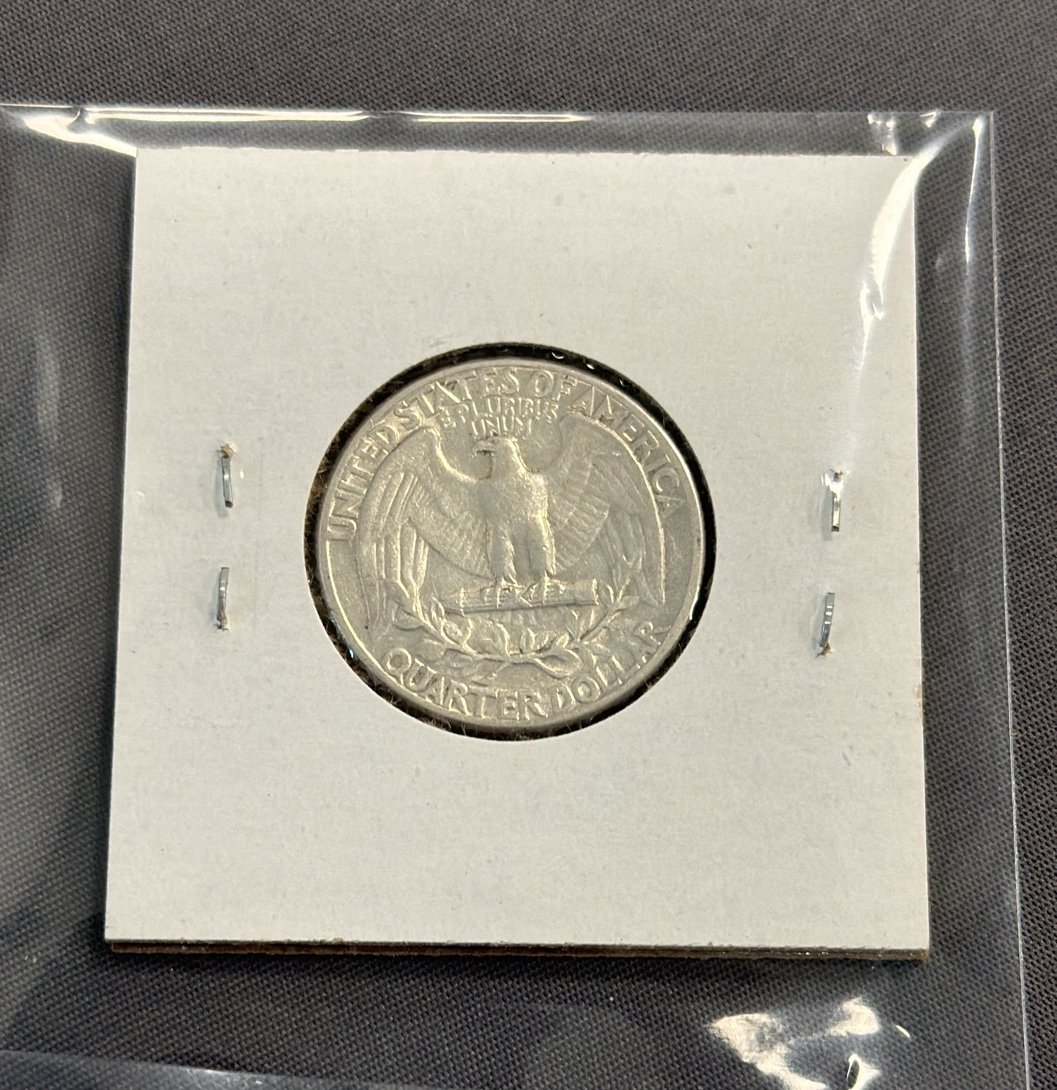 UNITED STATES OF AMERICA
E PLURIBUS
UNUM
QUARTER DOLLAR